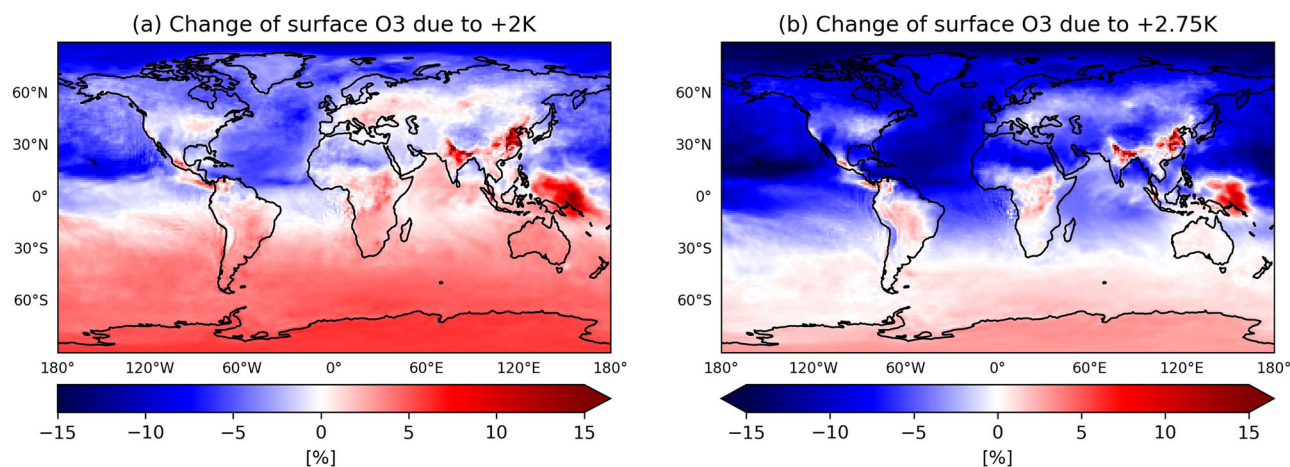 (a) Change of surface O3 due to +2K
60°N
30°N
0°
30°S
60°S
180°
120°W
60°W
0°
60°E
120°E
180°
−15
−10
−5
0
5
10
15
[%]
(b) Change of surface O3 due to +2.75K
60°N
30°N
0°
30°S
60°S
180°
120°W
60°W
0°
60°E
120°E
180°
−15
−10
−5
0
5
10
15
[%]